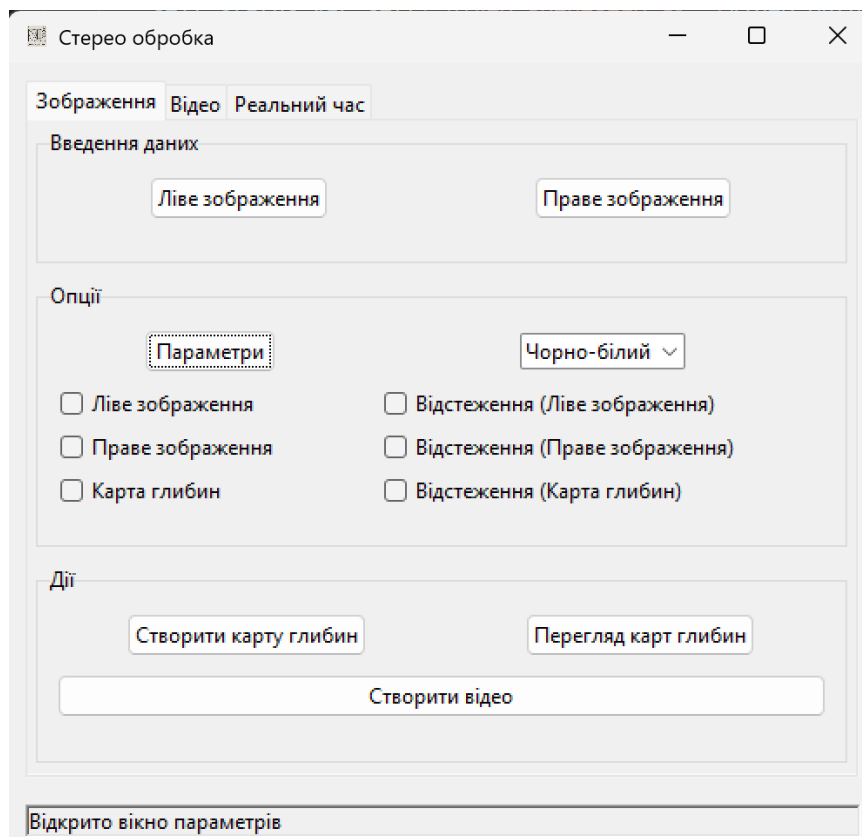 Стерео обробка
Зображення Відео Реальний час
Введення даних
Ліве зображення Праве зображення
Опції
Параметри Чорно-білий
Ліве зображення Відстеження (Ліве зображення)
Праве зображення Відстеження (Праве зображення)
Карта глибин Відстеження (Карта глибин)
Дії
Створити карту глибин Перегляд карт глибин
Створити відео
Відкрито вікно параметрів